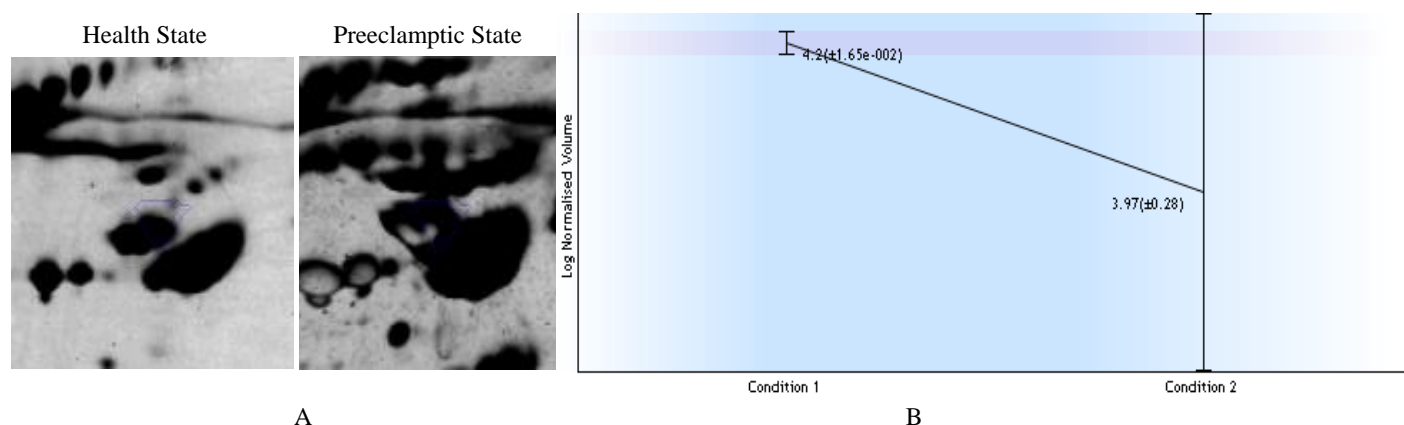 Health State
Preeclamptic State
4.2(±1.65e-002)
3.97(±0.28)
Log Normalised Volume
Condition 1
Condition 2
A
B